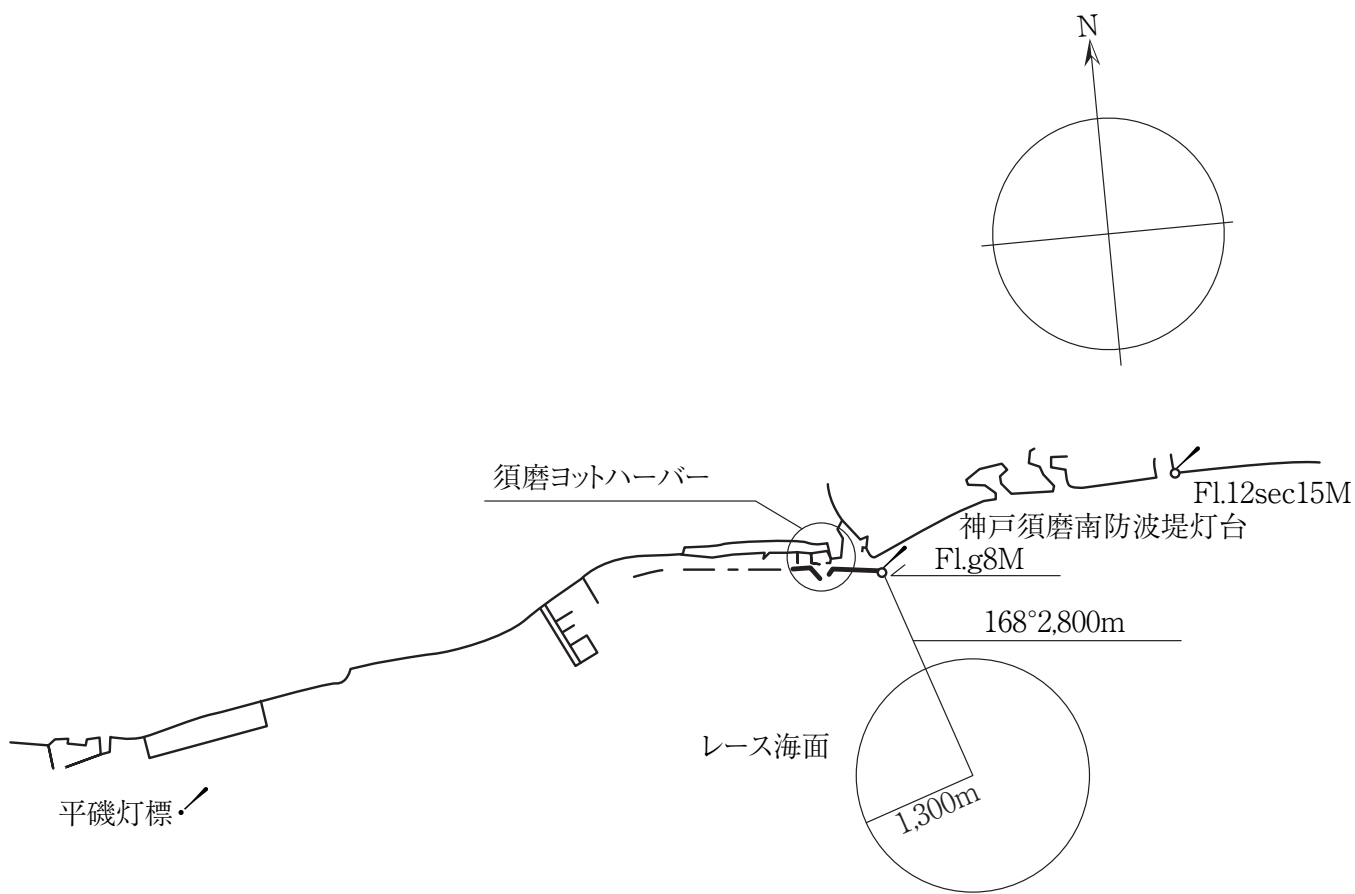 N
須磨ヨットハーバー
Fl.12sec15M
神戸須磨南防波堤灯台
Fl.g8M
168°2,800m
レース海面
1,300m
平磯灯標